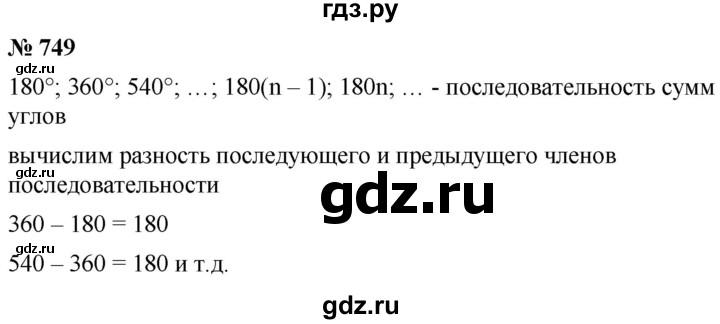 гдз.ру
№ 749
gdz.ru
180°; 360°; 540°; …; 180(n – 1); 180n; … - последовательность сумм
углов
вычислим разность последующего и предыдущего членов
gdz.ru
последовательности
gdz.ru
360 – 180 = 180
gdz.ru
540 – 360 = 180 и т.д.
gdz.ru